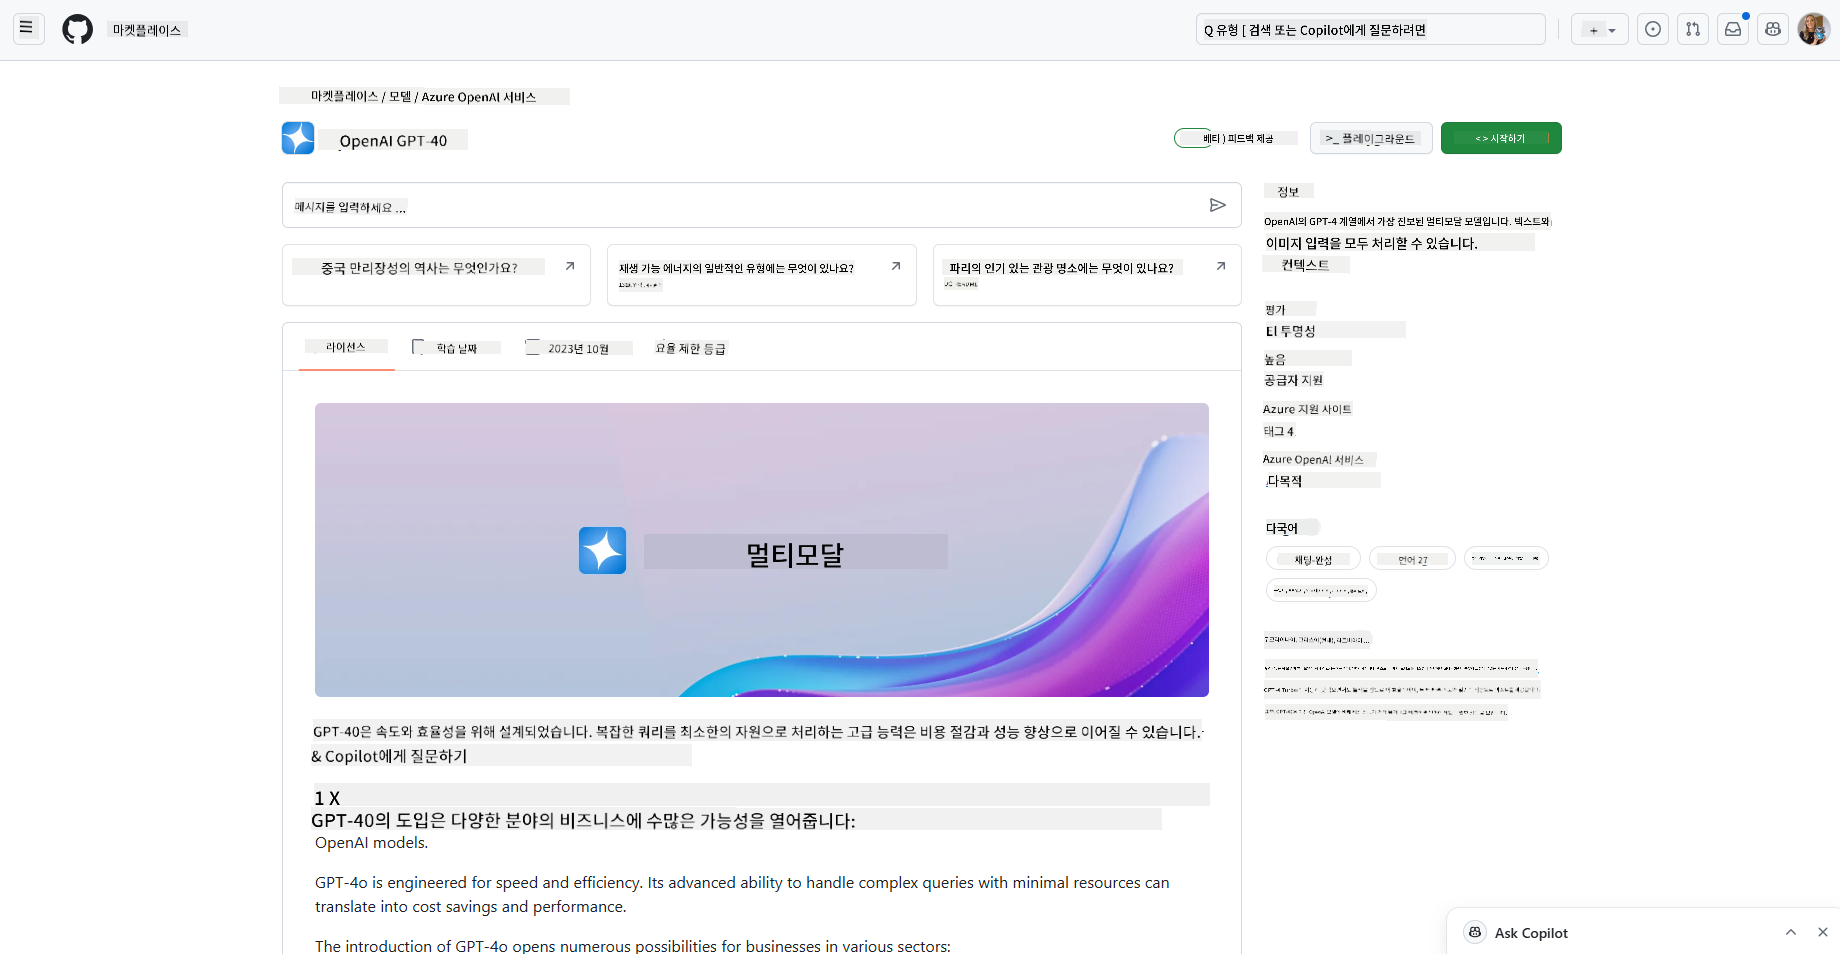 마켓플레이스
Q 유형 [ 검색 또는 Copilot에게 질문하려면
마켓플레이스 / 모델 / Azure OpenAI 서비스
OpenAI GPT-40
베타 ) 피드백 제공
>_ 플레이그라운드
<> 시작하기
메시지를 입력하세요 ...
중국 만리장성의 역사는 무엇인가요?
재생 가능 에너지의 일반적인 유형에는 무엇이 있나요?
파리의 인기 있는 관광 명소에는 무엇이 있나요?
라이선스
학습 날짜
2023년 10월
요율 제한 등급
멀티모달
GPT-40은 속도와 효율성을 위해 설계되었습니다. 복잡한 쿼리를 최소한의 자원으로 처리하는 고급 능력은 비용 절감과 성능 향상으로 이어질 수 있습니다.
& Copilot에게 질문하기
1 X
GPT-40의 도입은 다양한 분야의 비즈니스에 수많은 가능성을 열어줍니다:
OpenAI models.
GPT-4o is engineered for speed and efficiency. Its advanced ability to handle complex queries with minimal resources can
translate into cost savings and performance.
The introduction of GPT-4o opens numerous possibilities for businesses in various sectors:
정보
OpenAI의 GPT-4 계열에서 가장 진보된 멀티모달 모델입니다. 텍스트와
이미지 입력을 모두 처리할 수 있습니다.
컨텍스트
평가
El 투명성
높음
공급자 지원
Azure 지원 사이트
태그 4
Azure OpenAI 서비스
다목적
다국어
채팅-완성
언어 27
Ask Copilot